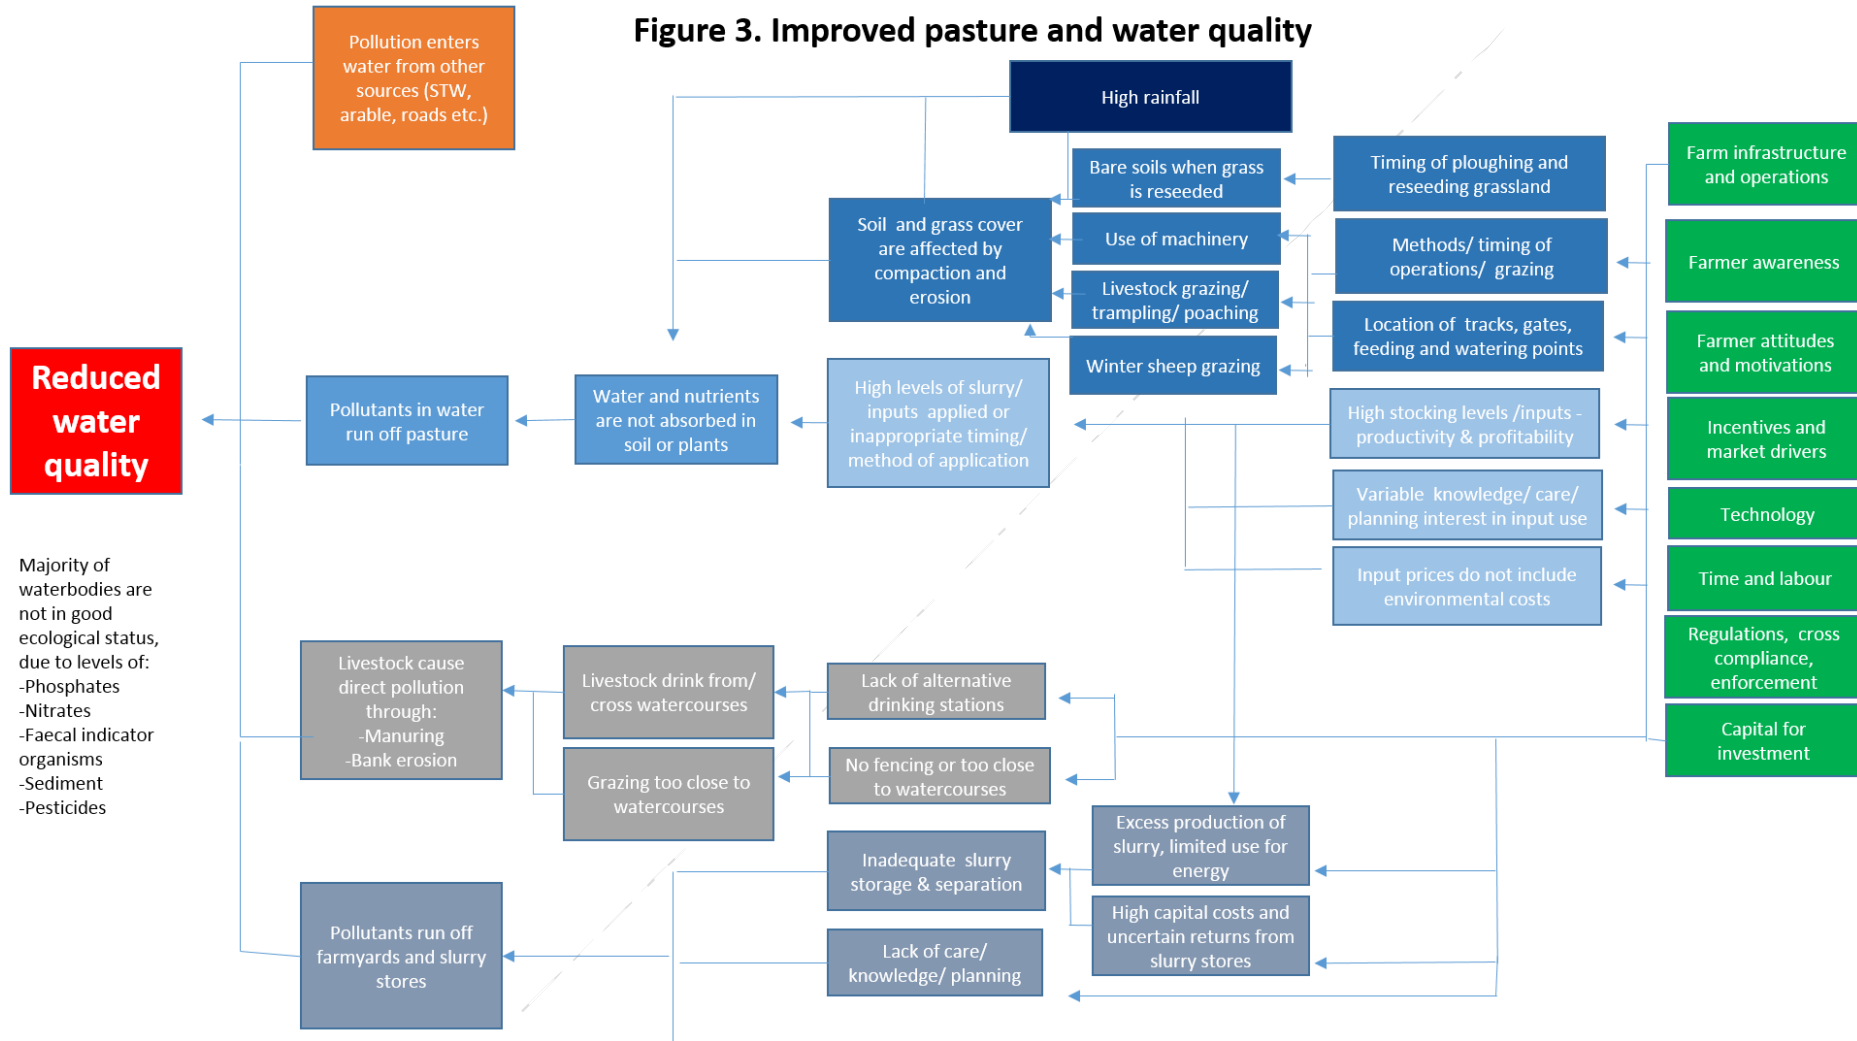 Figure 3. Improved pasture and water quality
Pollution enters
water from other
sources (STW,
arable, roads etc.)
High rainfall
Bare soils when grass
is reseeded
Timing of ploughing and
reseeding grassland
Farm infrastructure
and operations
Soil and grass cover
are affected by
compaction and
erosion
Use of machinery
Methods/ timing of
operations/ grazing
Farmer awareness
Livestock grazing/
trampling/ poaching
Location of tracks, gates,
feeding and watering points
Farmer attitudes
and motivations
Winter sheep grazing
Reduced
water
quality
Pollutants in water
run off pasture
Water and nutrients
are not absorbed in
soil or plants
High levels of slurry/
inputs applied or
inappropriate timing/
method of application
High stocking levels /inputs -
productivity & profitability
Incentives and
market drivers
Variable knowledge/ care/
planning interest in input use
Technology
Input prices do not include
environmental costs
Time and labour
Majority of
waterbodies are
not in good
ecological status,
due to levels of:
-Phosphates
-Nitrates
-Faecal indicator
organisms
-Sediment
-Pesticides
Livestock cause
direct pollution
through:
-Manuring
-Bank erosion
Livestock drink from/
cross watercourses
Lack of alternative
drinking stations
Regulations, cross
compliance,
enforcement
Grazing too close to
watercourses
No fencing or too close
to watercourses
Capital for
investment
Inadequate slurry
storage & separation
Excess production of
slurry, limited use for
energy
Pollutants run off
farmyards and slurry
stores
Lack of care/
knowledge/ planning
High capital costs and
uncertain returns from
slurry stores